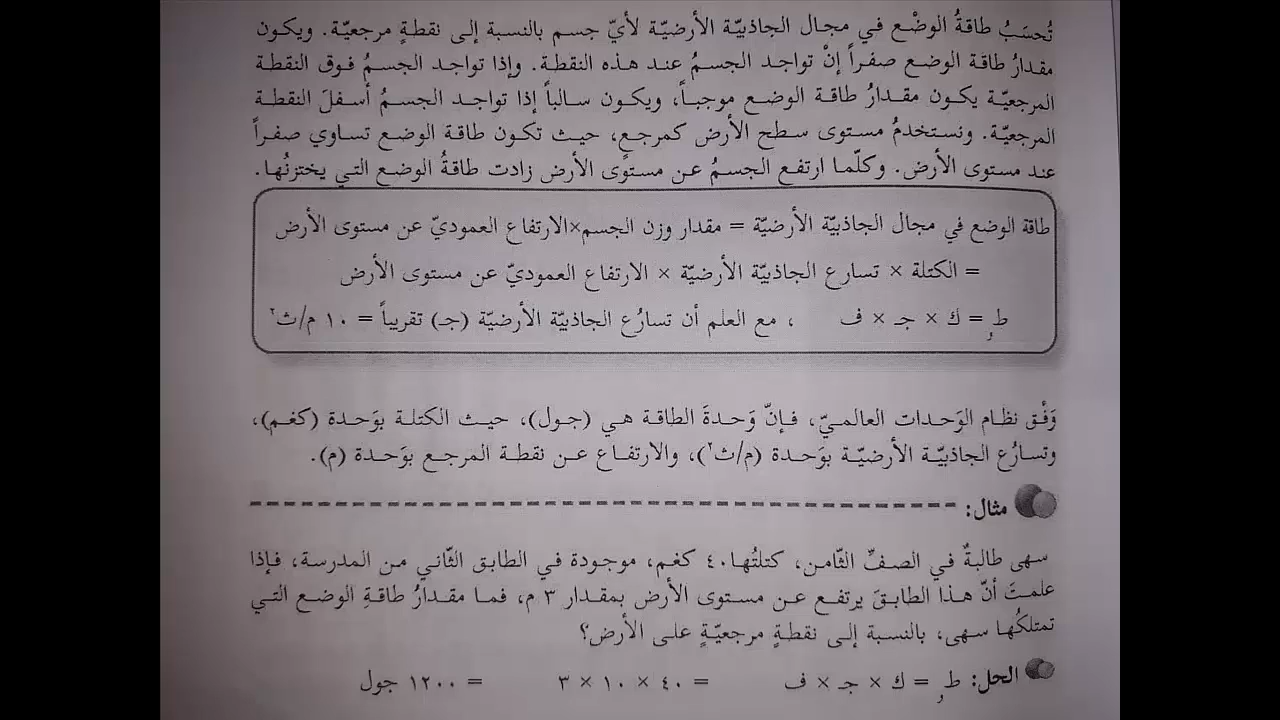 تُحسَبُ طاقةُ الوضْع في مجال الجاذبيّة الأرضيّة لأيّ جسم بالنسبة إلى نقطةٍ مرجعيّة. ويكون
مقدارُ طاقة الوضع صفراً إنْ تواجد الجسمُ عند هذه النقطة. وإذا تواجد الجسمُ فوق النقطة
المرجعيّة يكون مقدارُ طاقة الوضع موجباً، ويكون سالباً إذا تواجد الجسمُ أسفلَ النقطة
المرجعيّة. ونستخدمُ مستوى سطح الأرض كمرجعٍ، حيث تكون طاقة الوضع تساوي صفراً
عند مستوى الأرض. وكلّما ارتفع الجسمُ عن مستوى الأرض زادت طاقةُ الوضع التي يختزنُها.
طاقة الوضع في مجال الجاذبيّة الأرضيّة = مقدار وزن الجسم×الارتفاع العموديّ عن مستوى الأرض
= الكتلة × تسارع الجاذبيّة الأرضيّة × الارتفاع العموديّ عن مستوى الأرض
طو = ك × جـ × ف ، مع العلم أن تسارُع الجاذبيّة الأرضيّة (جـ) تقريباً = ١٠ م/ث٢
وَفْق نظام الوَحدات العالميّ، فإنّ وَحدةَ الطاقة هي (جول)، حيث الكتلة بوَحدة (كغم)،
وتسارُع الجاذبيّة الأرضيّة بوَحدة (م/ث٢)، والارتفاع عن نقطة المرجع بوَحدة (م).
مثال:
سهى طالبةٌ في الصفِّ الثّامن، كتلتُها٤٠ كغم، موجودة في الطابق الثّاني من المدرسة، فإذا
علمتَ أنّ هذا الطابقَ يرتفع عن مستوى الأرض بمقدار ٣ م، فما مقدارُ طاقةِ الوضع التي
تمتلكُها سهى، بالنسبة إلى نقطةٍ مرجعيّةٍ على الأرض؟
الحل: طو = ك × جـ × ف = ٤٠ × ١٠ × ٣ = ١٢٠٠ جول